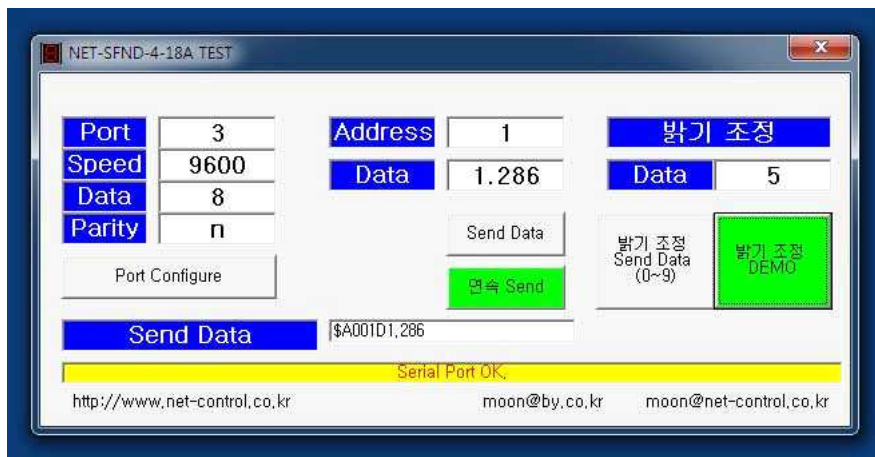 NET-SFND-4-18A TEST
Port 3
Speed 9600
Data 8
Parity n
Port Configure
Address 1
Data 1.286
Send Data
연속 Send
밝기 조정
Data 5
밝기 조정
Send Data
(0~9)
밝기 조정
DEMO
Send Data $A001D1.286
Serial Port OK.
http://www.net-control.co.kr moon@by.co.kr moon@net-control.co.kr